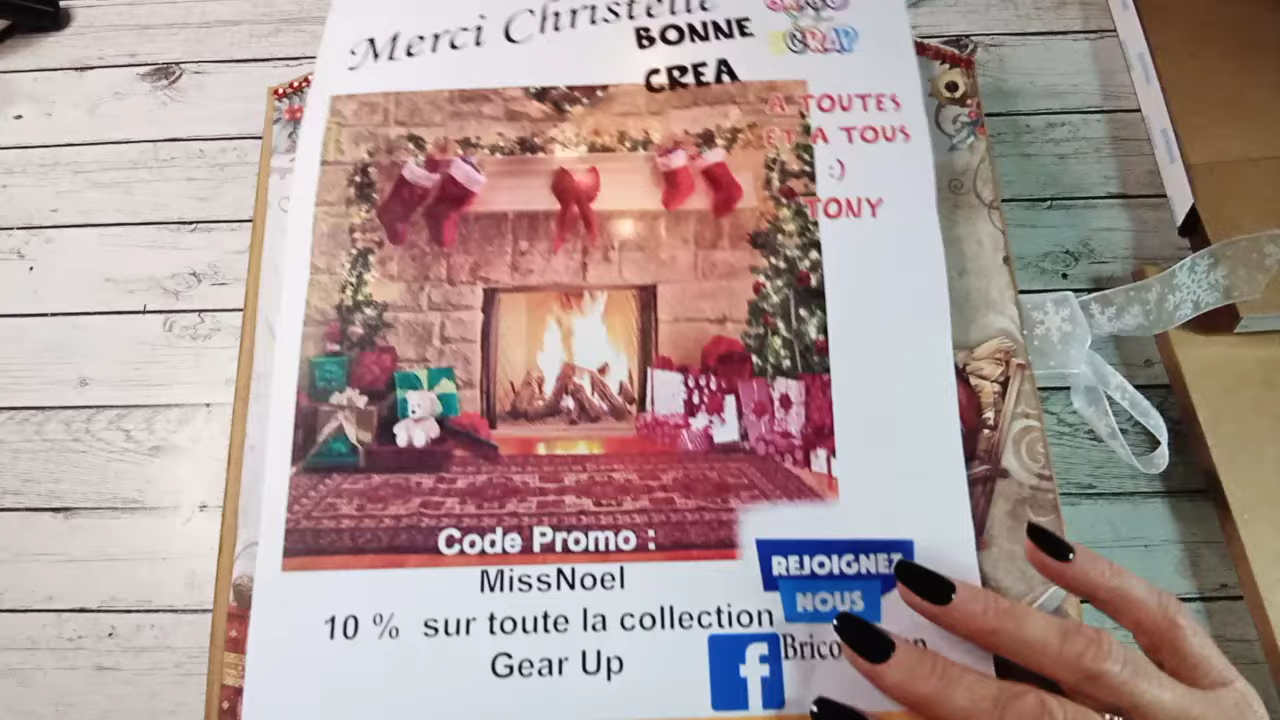 Merci Christelle
BONNE
CREA
A TOUTES
ET A TOUS
:)
TONY
Code Promo :
MissNoel
10 % sur toute la collection
Gear Up
REJOIGNEZ
NOUS
f